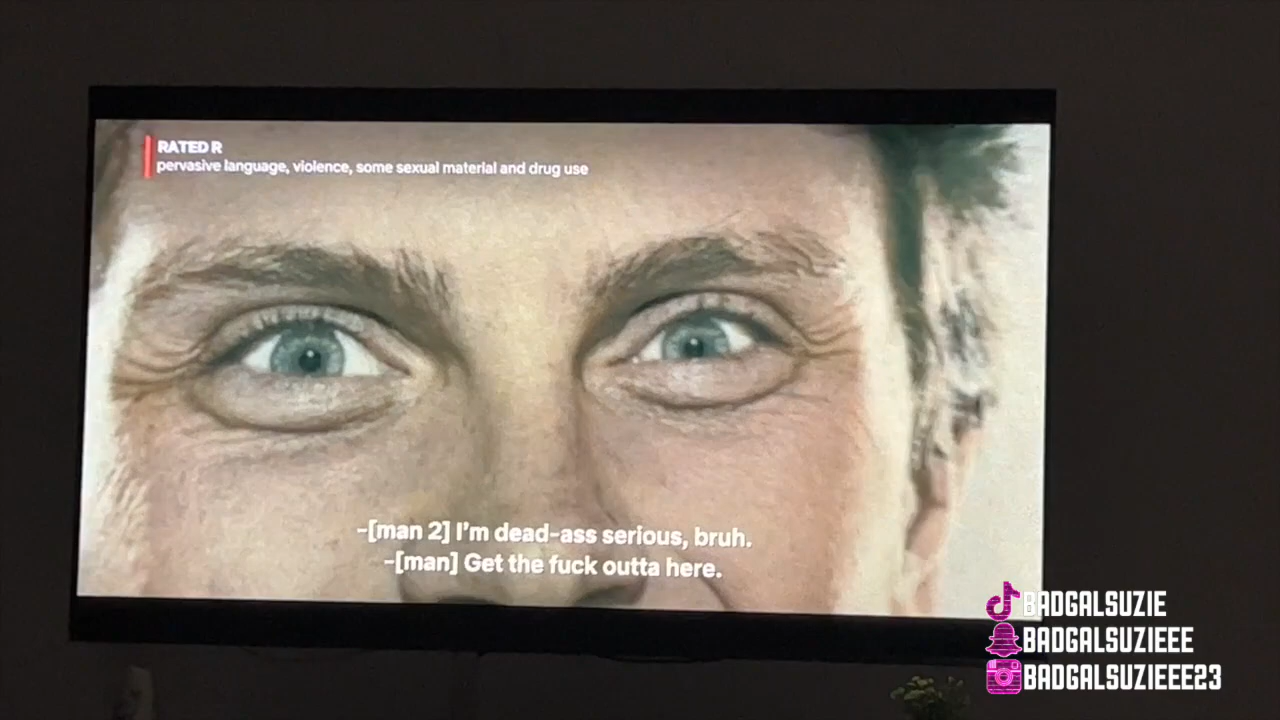 RATED R
pervasive language, violence, some sexual material and drug use
-[man 2] I'm dead-ass serious, bruh.
-[man] Get the fuck outta here.
BADGALSUZIE
BADGALSUZIEEE
BADGALSUZIEEE23